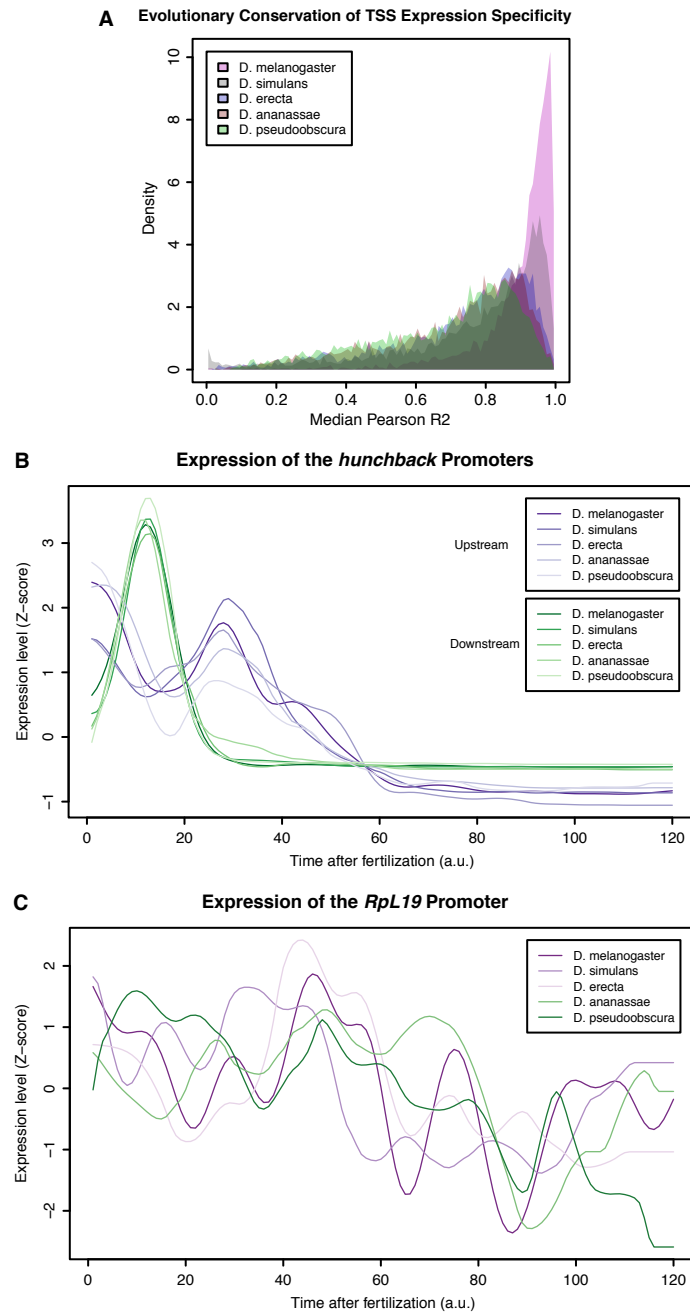 A Evolutionary Conservation of TSS Expression Specificity
D. melanogaster
D. simulans
D. erecta
D. ananassae
D. pseudoobscura
Density
10
8
6
4
2
0
0.0 0.2 0.4 0.6 0.8 1.0
Median Pearson R2
B Expression of the hunchback Promoters
Upstream
D. melanogaster
D. simulans
D. erecta
D. ananassae
D. pseudoobscura
Downstream
D. melanogaster
D. simulans
D. erecta
D. ananassae
D. pseudoobscura
Expression level (Z−score)
3
2
1
0
−1
0 20 40 60 80 100 120
Time after fertilization (a.u.)
C Expression of the RpL19 Promoter
D. melanogaster
D. simulans
D. erecta
D. ananassae
D. pseudoobscura
Expression level (Z−score)
2
1
0
−1
−2
0 20 40 60 80 100 120
Time after fertilization (a.u.)